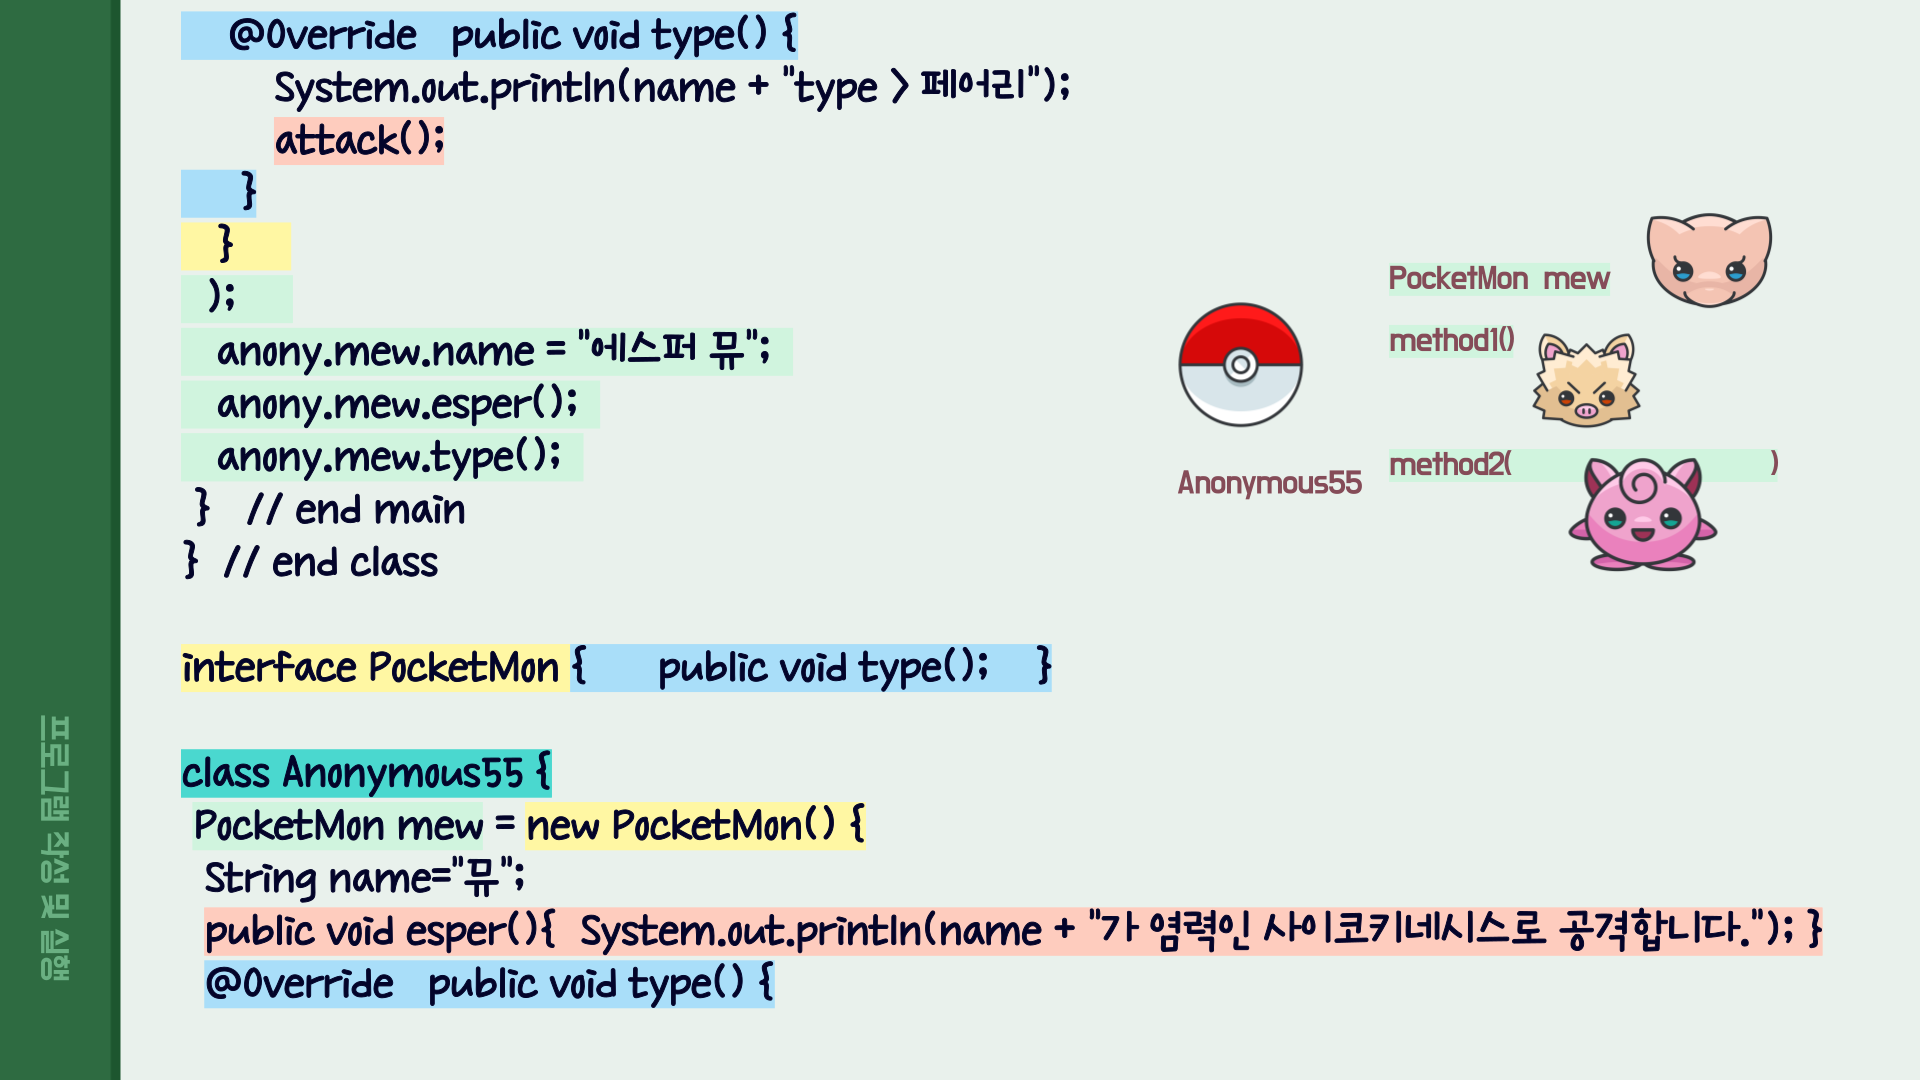 @Override   public void type() {
System.out.println(name + "type > 페어리");
attack();
}
}
);
anony.mew.name = "에스퍼 뮤";
anony.mew.esper();
anony.mew.type();
}   // end main
}  // end class
interface PocketMon {      public void type();    }
class Anonymous55 {
PocketMon mew = new PocketMon() {
String name="뮤";
public void esper(){  System.out.println(name + "가 염력인 사이코키네시스로 공격합니다."); }
@Override   public void type() {
PocketMon mew
method1()
method2(                    )
Anonymous55
프로그램 작성 및 실행